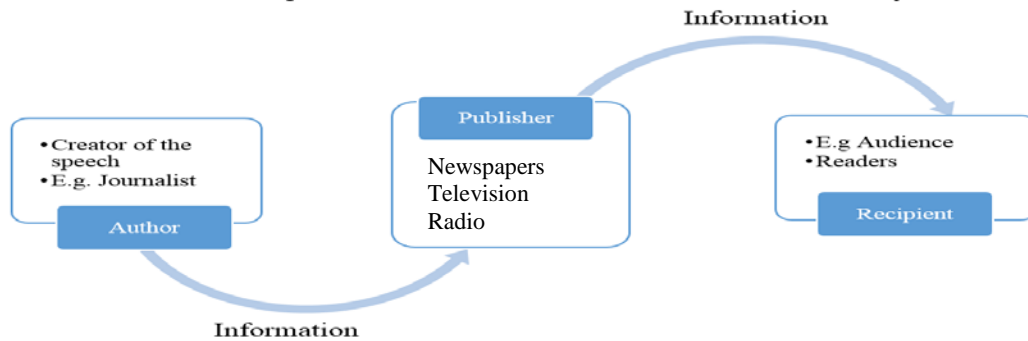 Information
Publisher
Newspapers
Television
Radio
•Creator of the
speech
•E.g. Journalist
Author
•E.g Audience
•Readers
Recipient
Information